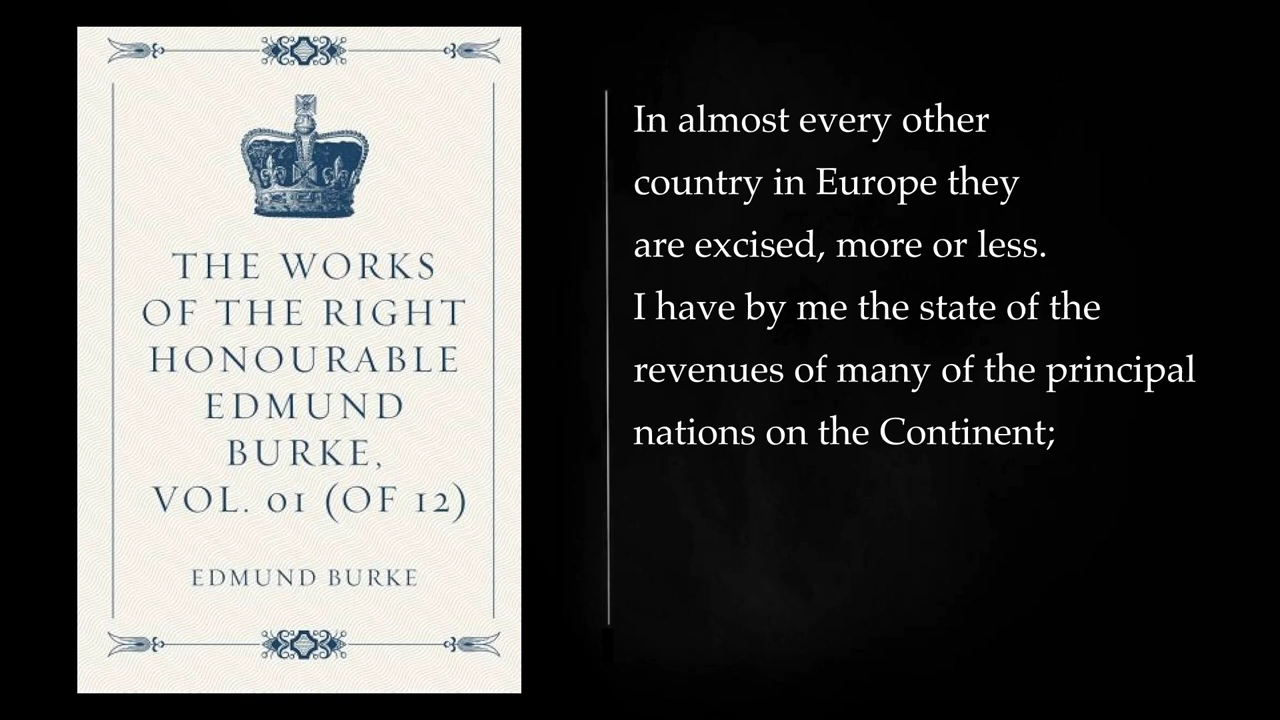 THE WORKS
OF THE RIGHT
HONOURABLE
EDMUND
BURKE,
VOL. 01 (OF 12)
EDMUND BURKE
In almost every other
country in Europe they
are excised, more or less.
I have by me the state of the
revenues of many of the principal
nations on the Continent;